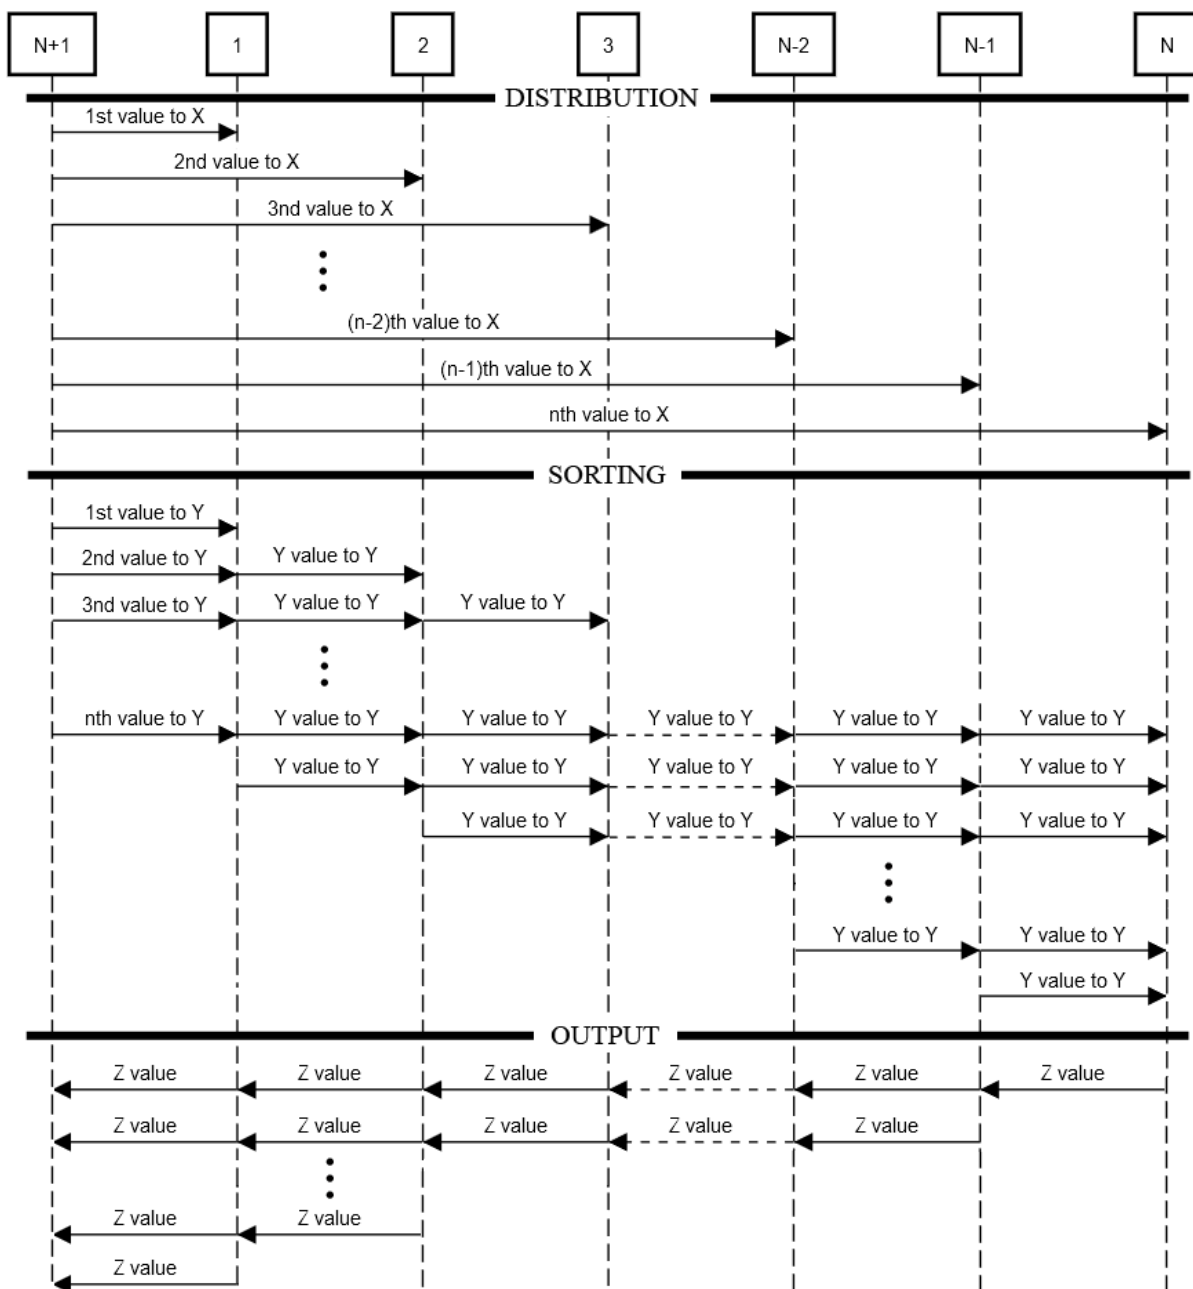 N+1 1 2 3 N-2 N-1 N
DISTRIBUTION
1st value to X
2nd value to X
3nd value to X
(n-2)th value to X
(n-1)th value to X
nth value to X
SORTING
1st value to Y
2nd value to Y Y value to Y
3nd value to Y Y value to Y Y value to Y
nth value to Y Y value to Y Y value to Y Y value to Y Y value to Y Y value to Y
Y value to Y Y value to Y Y value to Y Y value to Y Y value to Y
Y value to Y Y value to Y Y value to Y Y value to Y
Y value to Y Y value to Y
Y value to Y
OUTPUT
Z value Z value Z value Z value Z value Z value
Z value Z value Z value Z value Z value
Z value Z value
Z value